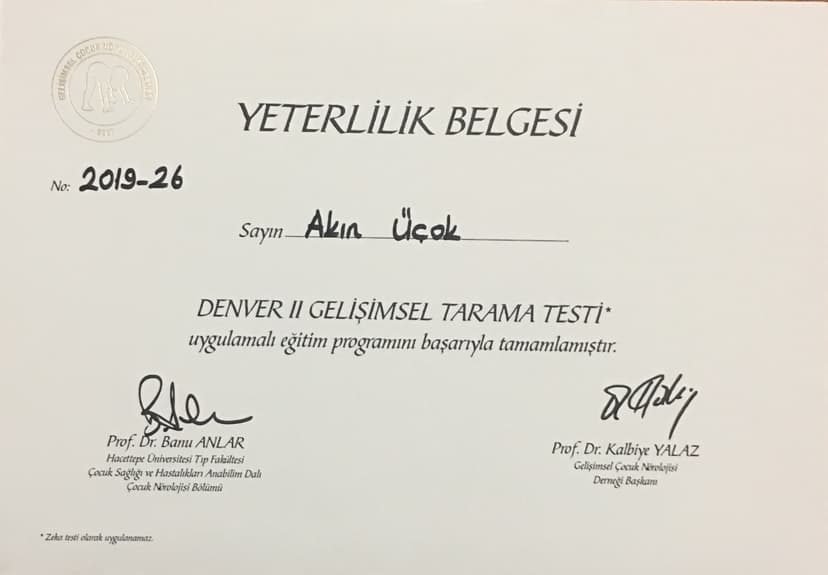 YETERLİLİK BELGESİ
No: 2019-26
Sayın Akın Üçok
DENVER II GELİŞİMSEL TARAMA TESTİ*
uygulamalı eğitim programını başarıyla tamamlamıştır.
Prof. Dr. Banu ANLAR
Hacettepe Üniversitesi Tıp Fakültesi
Çocuk Sağlığı ve Hastalıkları Anabilim Dalı
Çocuk Nörolojisi Bölümü
Prof. Dr. Kalbiye YALAZ
Gelişimsel Çocuk Nörolojisi
Derneği Başkanı
* Zeka testi olarak uygulanamaz.